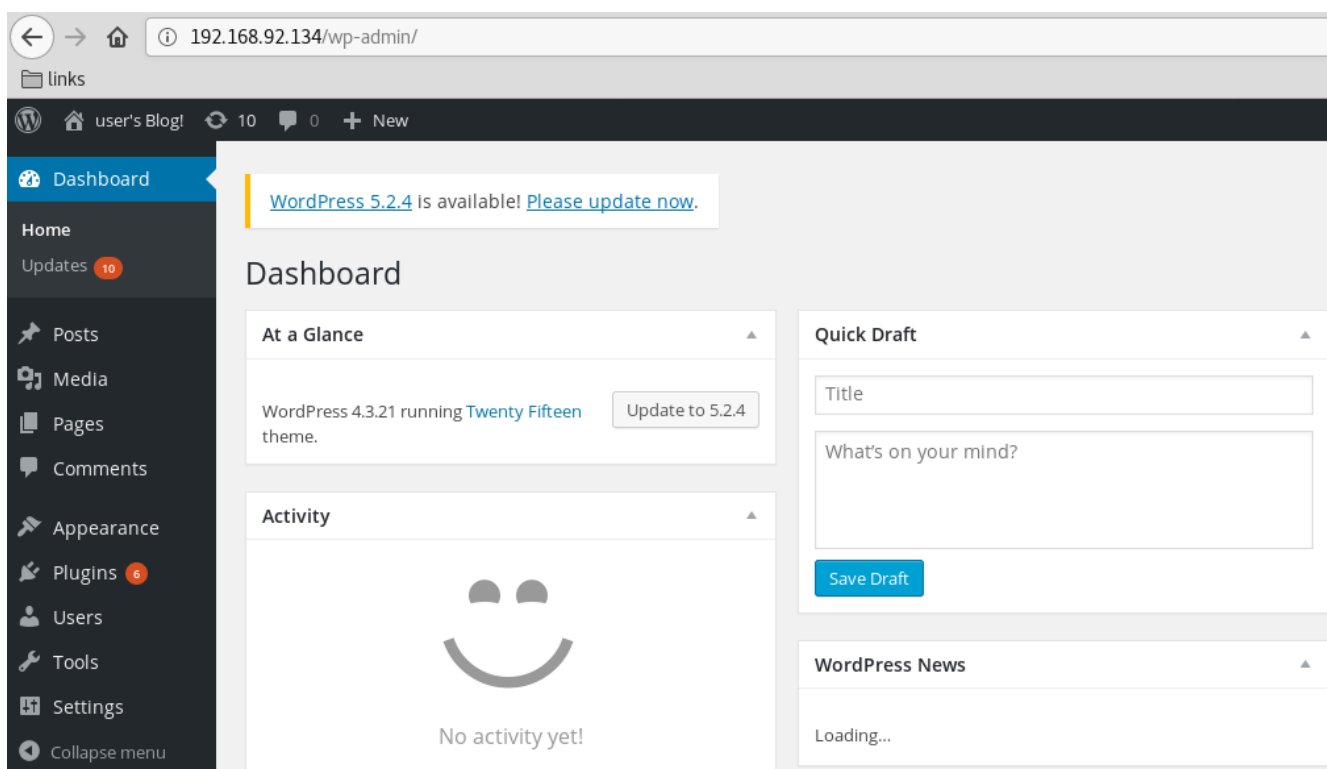 192.168.92.134/wp-admin/
links
user's Blog! 10 0 New
Dashboard
Home
Updates 10
Posts
Media
Pages
Comments
Appearance
Plugins 6
Users
Tools
Settings
Collapse menu
WordPress 5.2.4 is available! Please update now.
Dashboard
At a Glance
WordPress 4.3.21 running Twenty Fifteen
theme.
Update to 5.2.4
Activity
No activity yet!
Quick Draft
Title
What's on your mind?
Save Draft
WordPress News
Loading...